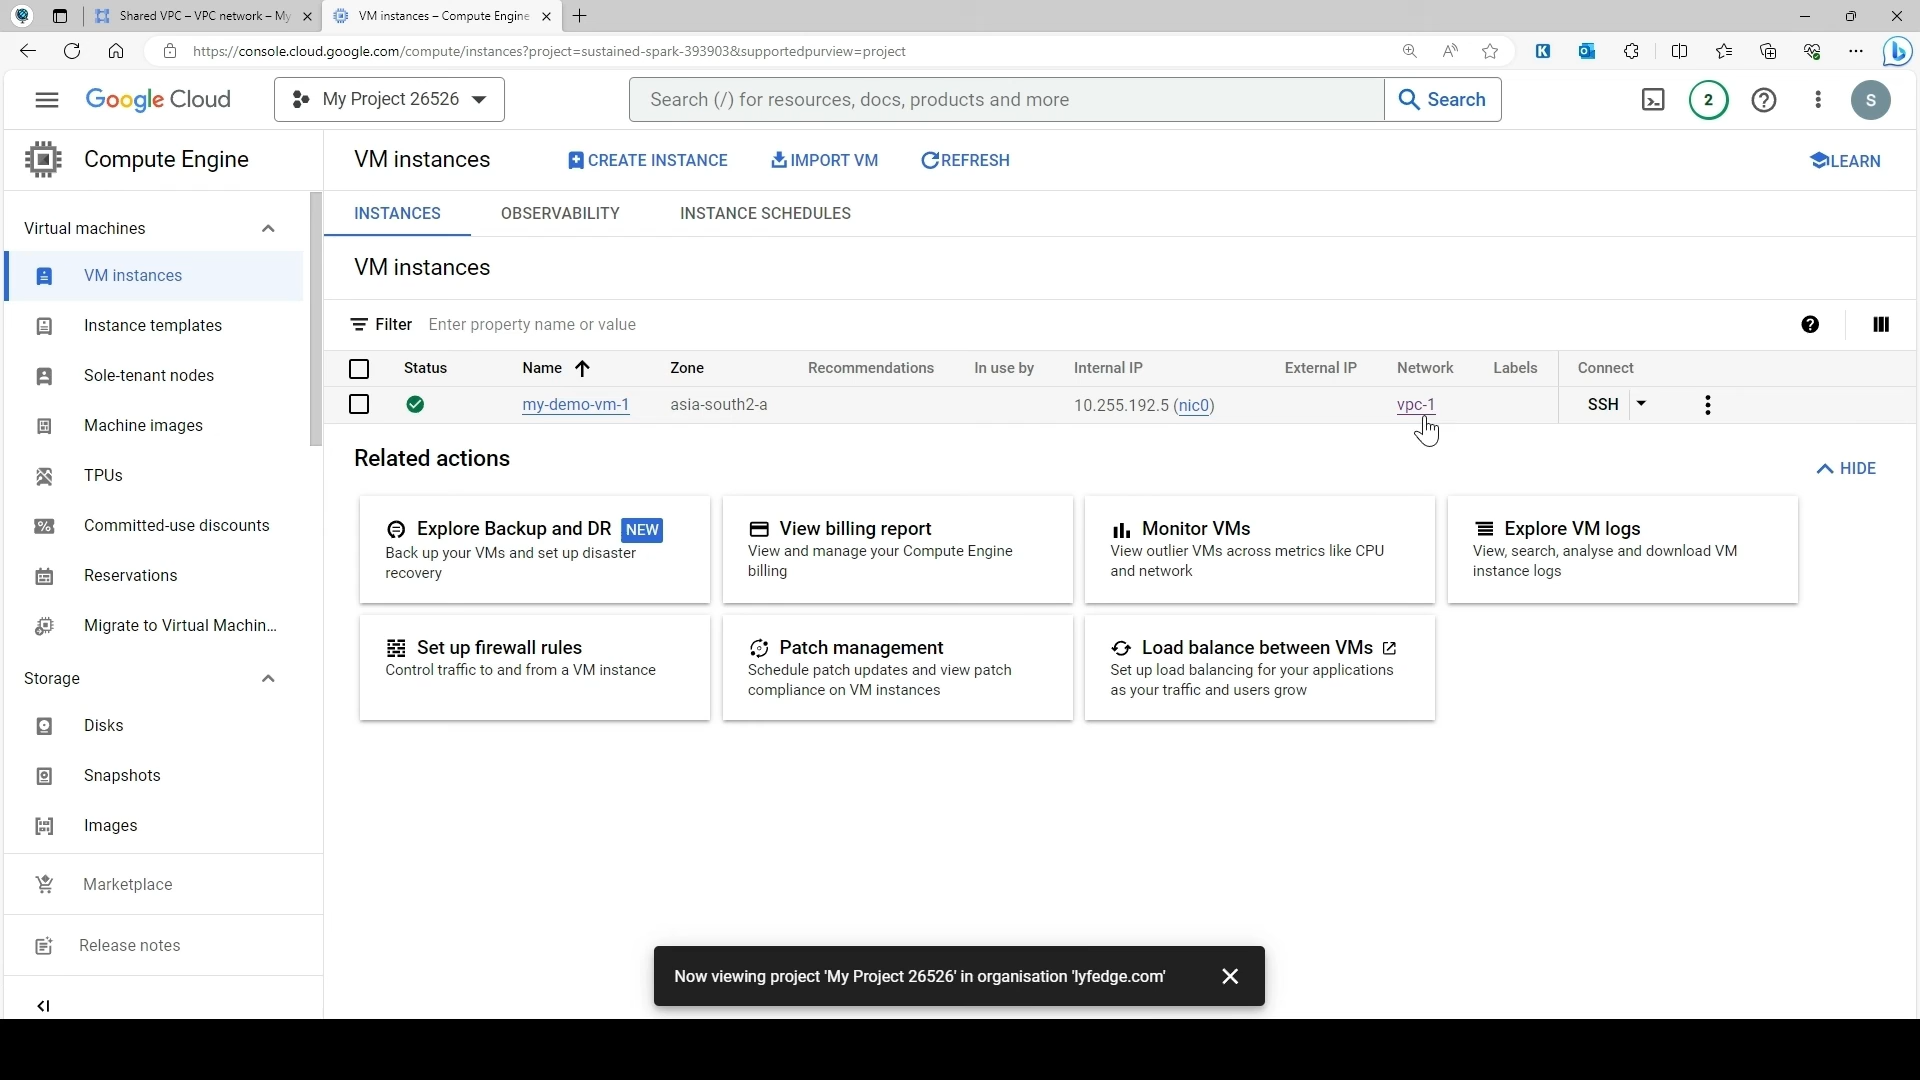 Shared VPC – VPC network – My
VM instances – Compute Engine
https://console.cloud.google.com/compute/instances?project=sustained-spark-393903&supportedpurview=project
Google Cloud
My Project 26526
Search (/) for resources, docs, products and more
Search
2
S
Compute Engine
VM instances
CREATE INSTANCE
IMPORT VM
REFRESH
LEARN
Virtual machines
VM instances
Instance templates
Sole-tenant nodes
Machine images
TPUs
Committed-use discounts
Reservations
Migrate to Virtual Machin...
Storage
Disks
Snapshots
Images
Marketplace
Release notes
INSTANCES
OBSERVABILITY
INSTANCE SCHEDULES
VM instances
Filter
Enter property name or value
Status Name Zone Recommendations In use by Internal IP External IP Network Labels Connect
my-demo-vm-1 asia-south2-a 10.255.192.5 (nic0) vpc-1 SSH
Related actions
HIDE
Explore Backup and DR NEW
Back up your VMs and set up disaster
recovery
View billing report
View and manage your Compute Engine
billing
Monitor VMs
View outlier VMs across metrics like CPU
and network
Explore VM logs
View, search, analyse and download VM
instance logs
Set up firewall rules
Control traffic to and from a VM instance
Patch management
Schedule patch updates and view patch
compliance on VM instances
Load balance between VMs
Set up load balancing for your applications
as your traffic and users grow
Now viewing project 'My Project 26526' in organisation 'lyfedge.com'